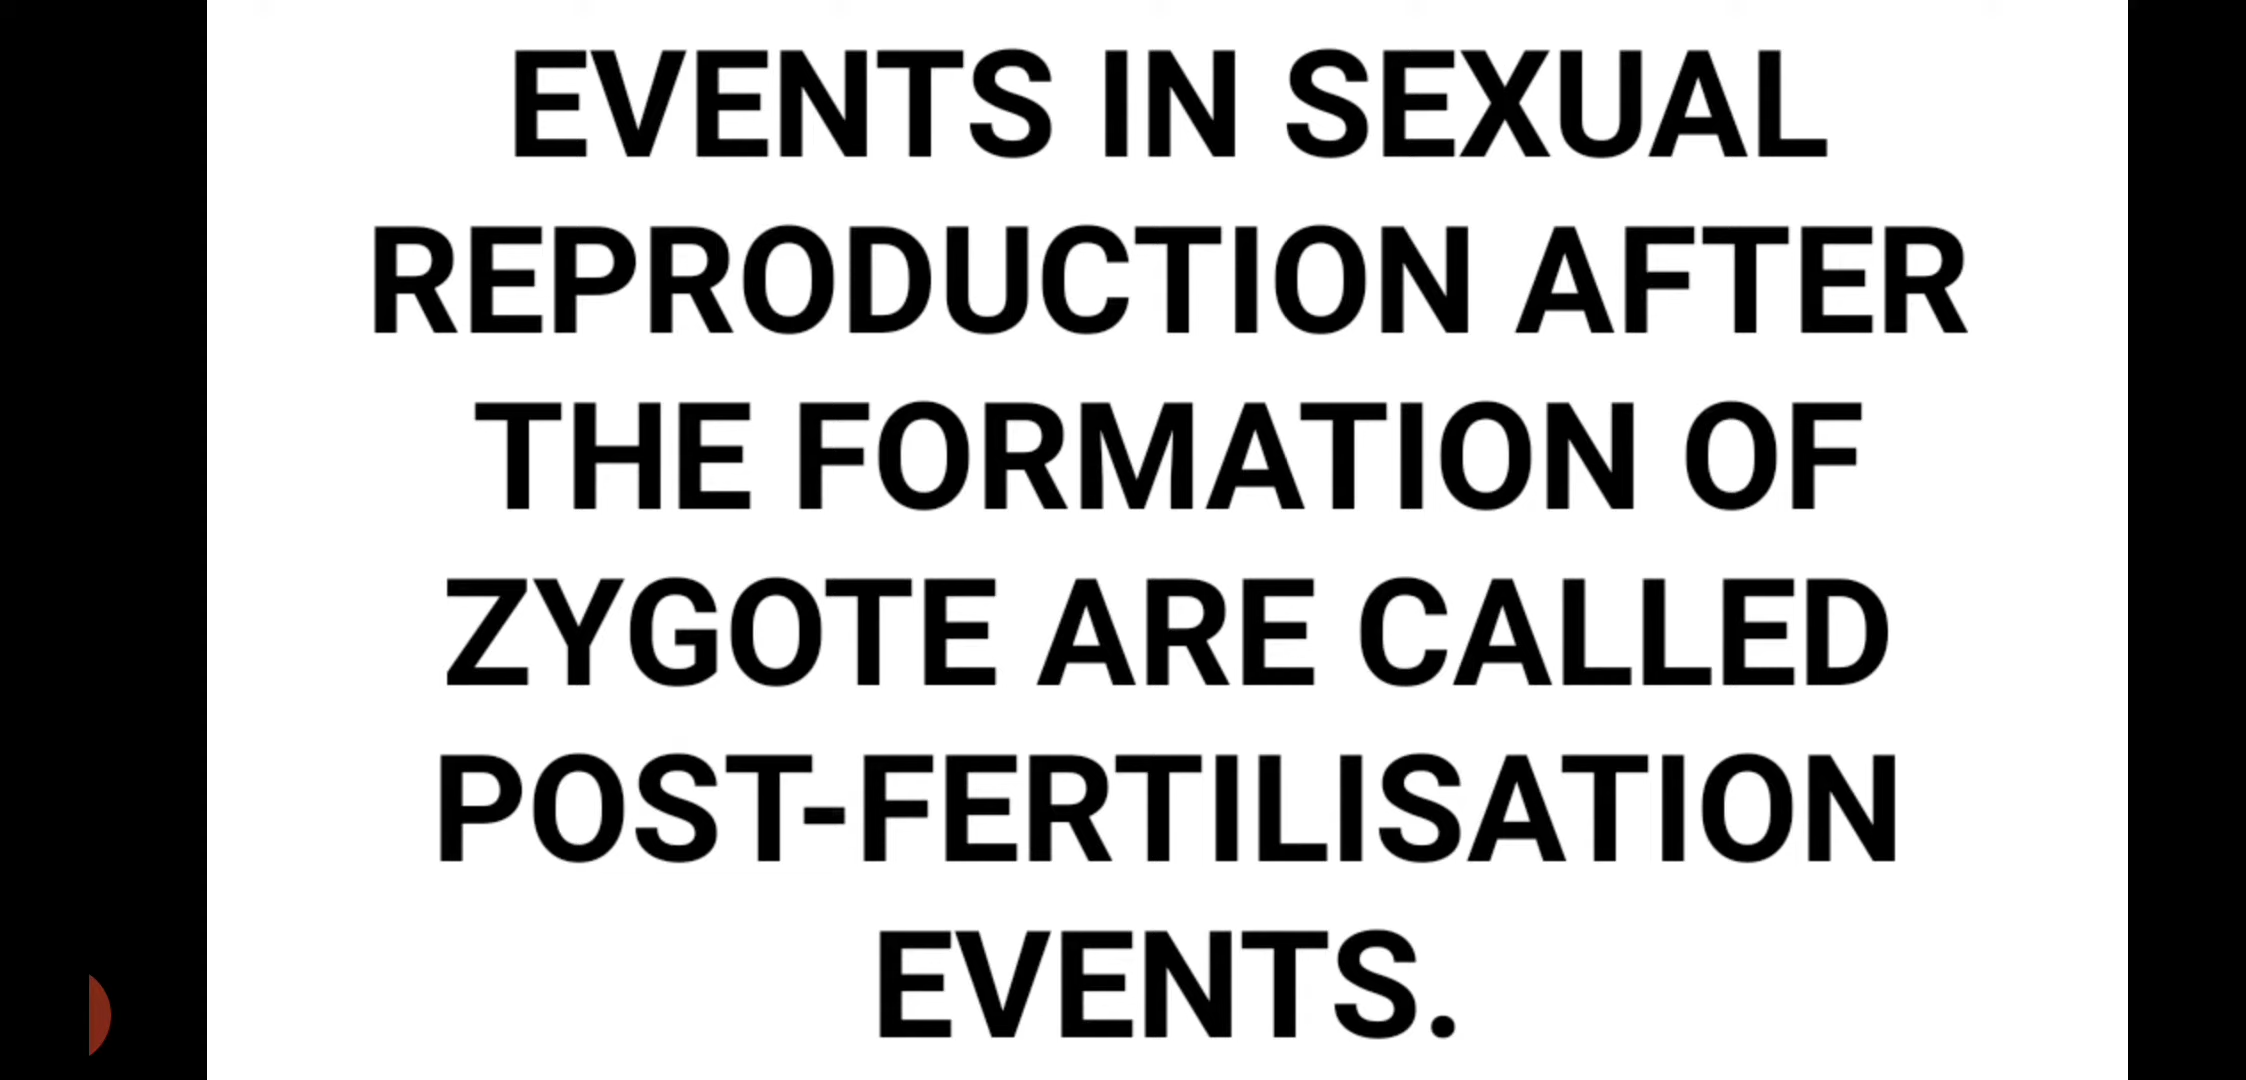 EVENTS IN SEXUAL
REPRODUCTION AFTER
THE FORMATION OF
ZYGOTE ARE CALLED
POST-FERTILISATION
EVENTS.